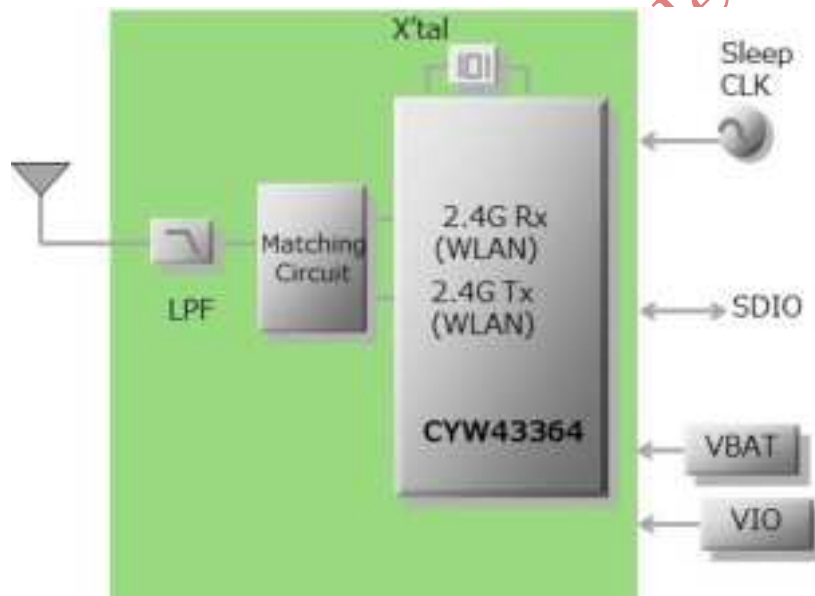 X'tal
Sleep
CLK
2.4G Rx
(WLAN)
Matching
Circuit
2.4G Tx
(WLAN)
LPF
SDIO
CYW43364
VBAT
VIO